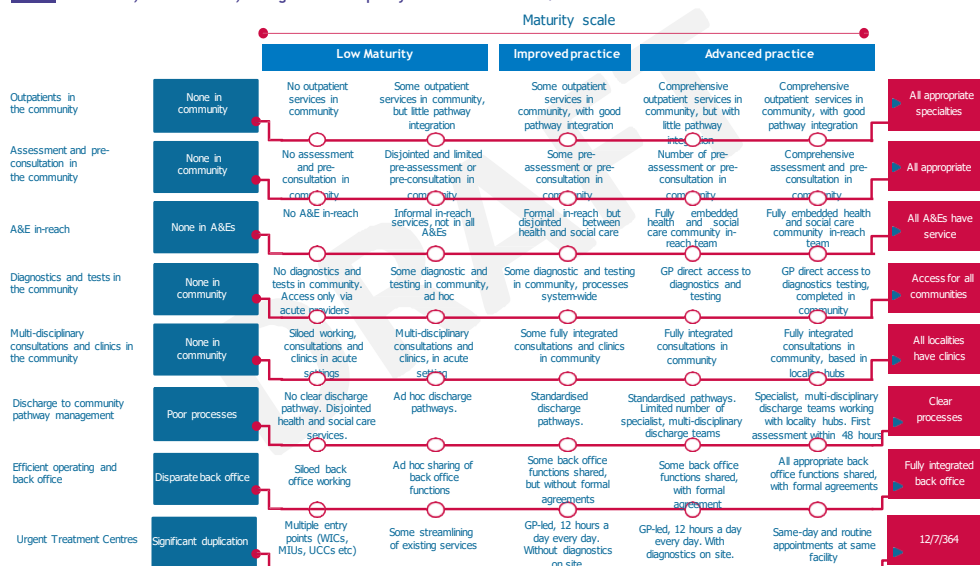 Maturity scale
Low Maturity
Improved practice
Advanced practice
Outpatients in
the community
None in
community
No outpatient
services in
community
Some outpatient
services in community,
but little pathway
integration
Some outpatient
services in
community, with good
pathway integration
Comprehensive
outpatient services in
community, but with
little pathway
integration
Comprehensive
outpatient services in
community, with good
pathway integration
All appropriate
specialties
Assessment and pre-
consultation in
the community
None in
community
No assessment
and pre-
consultation in
community
Disjointed and limited
pre-assessment or
pre-consultation in
community
Some pre-
assessment or pre-
consultation in
community
Number of pre-
assessment or pre-
consultation in
community
Comprehensive
assessment and pre-
consultation in
community
All appropriate
A&E in-reach
None in A&Es
No A&E in-reach
Informal in-reach
services, not in all
A&Es
Formal in-reach but
disjointed between
health and social care
Fully embedded
health and social
care community in-
reach team
Fully embedded health
and social care
community in-reach
team
All A&Es have
service
Diagnostics and tests in
the community
None in
community
No diagnostics and
tests in community.
Access only via
acute providers
Some diagnostic and
testing in community,
ad hoc
Some diagnostic and testing
in community, processes
system-wide
GP direct access to
diagnostics and
testing
GP direct access to
diagnostics testing,
completed in
community
Access for all
communities
Multi-disciplinary
consultations and clinics in
the community
None in
community
Siloed working,
consultations and
clinics in acute
settings
Multi-disciplinary
consultations and
clinics, in acute
setting
Some fully integrated
consultations and clinics
in community
Fully integrated
consultations in
community
Fully integrated
consultations in
community, based in
locality hubs
All localities
have clinics
Discharge to community
pathway management
Poor processes
No clear discharge
pathway. Disjointed
health and social care
services.
Ad hoc discharge
pathways.
Standardised
discharge
pathways.
Standardised pathways.
Limited number of
specialist, multi-disciplinary
discharge teams
Specialist, multi-disciplinary
discharge teams working
with locality hubs. First
assessment within 48 hours
Clear
processes
Efficient operating and
back office
Disparate back office
Siloed back
office working
Ad hoc sharing of
back office
functions
Some back office
functions shared,
but without formal
agreements
Some back office
functions shared,
with formal
agreement
All appropriate back
office functions shared,
with formal agreements
Fully integrated
back office
Urgent Treatment Centres
Significant duplication
Multiple entry
points (WICs,
MIUs, UCCs etc)
Some streamlining
of existing services
GP-led, 12 hours a
day every day.
Without diagnostics
on site
GP-led, 12 hours a day
every day. With
diagnostics on site.
Same-day and routine
appointments at same
facility
12/7/364
DRAFT